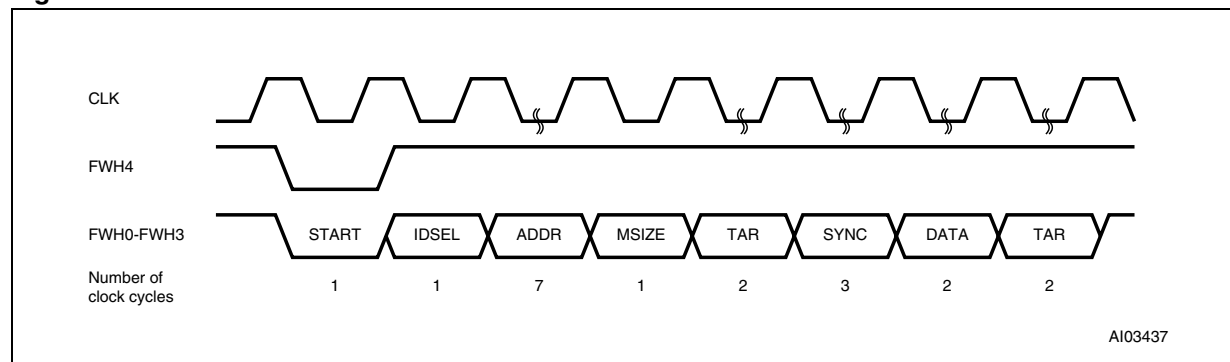 CLK
FWH4
FWH0-FWH3 START IDSEL ADDR MSIZE TAR SYNC DATA TAR
Number of
clock cycles 1 1 7 1 2 3 2 2
AI03437